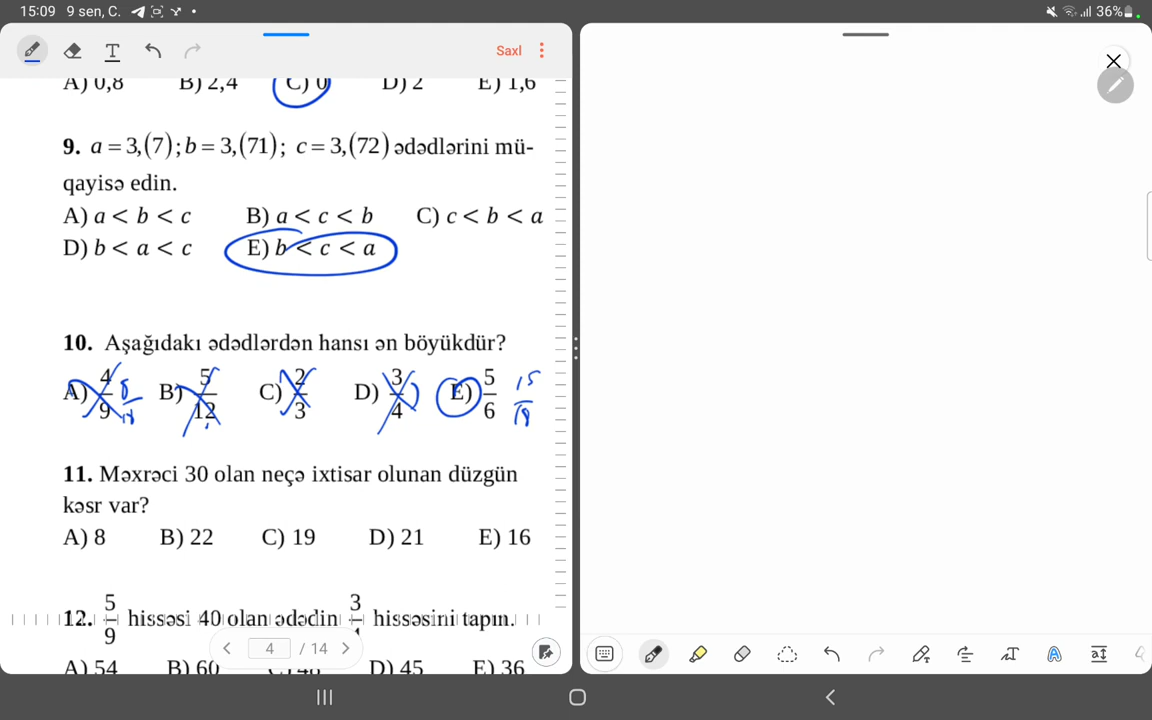 15:09 9 sen, C. 36%
T Saxl
A) 0,8 B) 2,4 C) 0 D) 2 E) 1,6
9. a = 3,(7); b = 3,(71); c = 3,(72) ədədlərini mü-
qayisə edin.
A) a < b < c B) a < c < b C) c < b < a
D) b < a < c E) b < c < a
10. Aşağıdakı ədədlərdən hansı ən böyükdür?
A) 4/9 8/18 B) 5/12 C) 2/3 D) 3/4 E) 5/6 15/18
11. Məxrəci 30 olan neçə ixtisar olunan düzgün
kəsr var?
A) 8 B) 22 C) 19 D) 21 E) 16
12. 5/9 hissəsi 40 olan ədədin 3/4 hissəsini tapın.
4 / 14
A) 54 B) 60 D) 45 E) 36